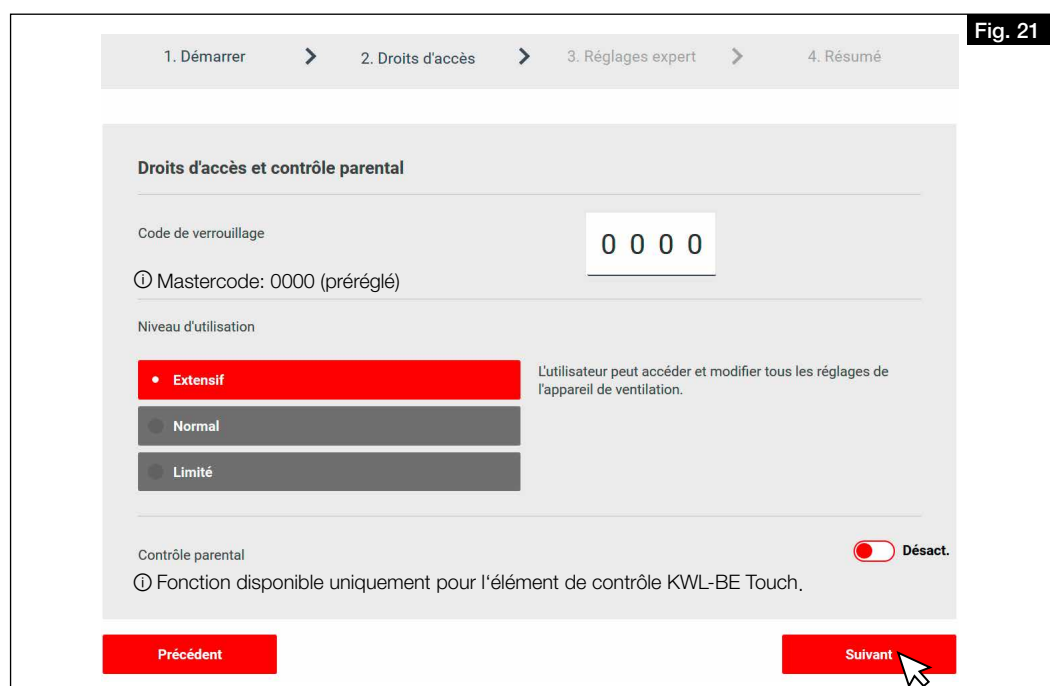 Fig. 21
1. Démarrer > 2. Droits d'accès > 3. Réglages expert > 4. Résumé
Droits d'accès et contrôle parental
Code de verrouillage
0 0 0 0
ⓘ Mastercode: 0000 (préréglé)
Niveau d'utilisation
Extensif
L'utilisateur peut accéder et modifier tous les réglages de
l'appareil de ventilation.
Normal
Limité
Contrôle parental
Désact.
ⓘ Fonction disponible uniquement pour l‘élément de contrôle KWL-BE Touch.
Précédent
Suivant